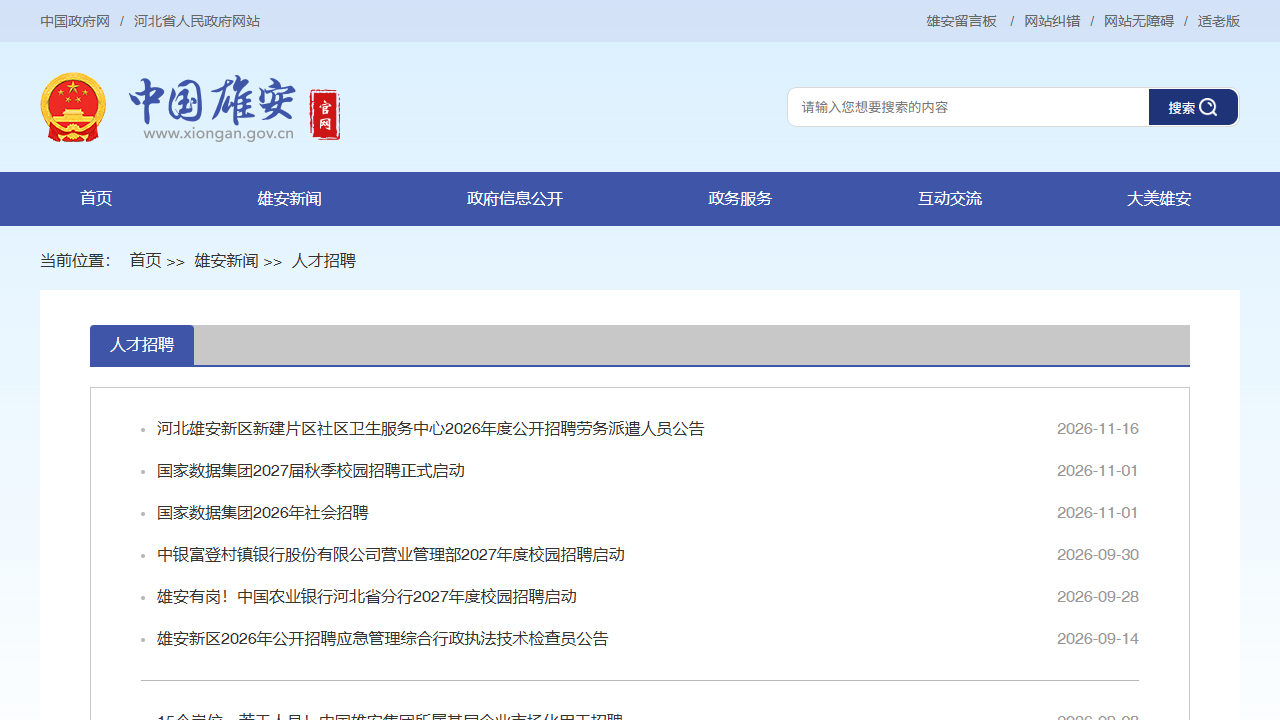 中国政府网 / 河北省人民政府网站
雄安留言板 / 网站纠错 / 网站无障碍 / 适老版
中国雄安
www.xiongan.gov.cn
官网
请输入您想要搜索的内容
搜索
首页 雄安新闻 政府信息公开 政务服务 互动交流 大美雄安
当前位置： 首页 >> 雄安新闻 >> 人才招聘
人才招聘
河北雄安新区新建片区社区卫生服务中心2026年度公开招聘劳务派遣人员公告 2026-11-16
国家数据集团2027届秋季校园招聘正式启动 2026-11-01
国家数据集团2026年社会招聘 2026-11-01
中银富登村镇银行股份有限公司营业管理部2027年度校园招聘启动 2026-09-30
雄安有岗！中国农业银行河北省分行2027年度校园招聘启动 2026-09-28
雄安新区2026年公开招聘应急管理综合行政执法技术检查员公告 2026-09-14